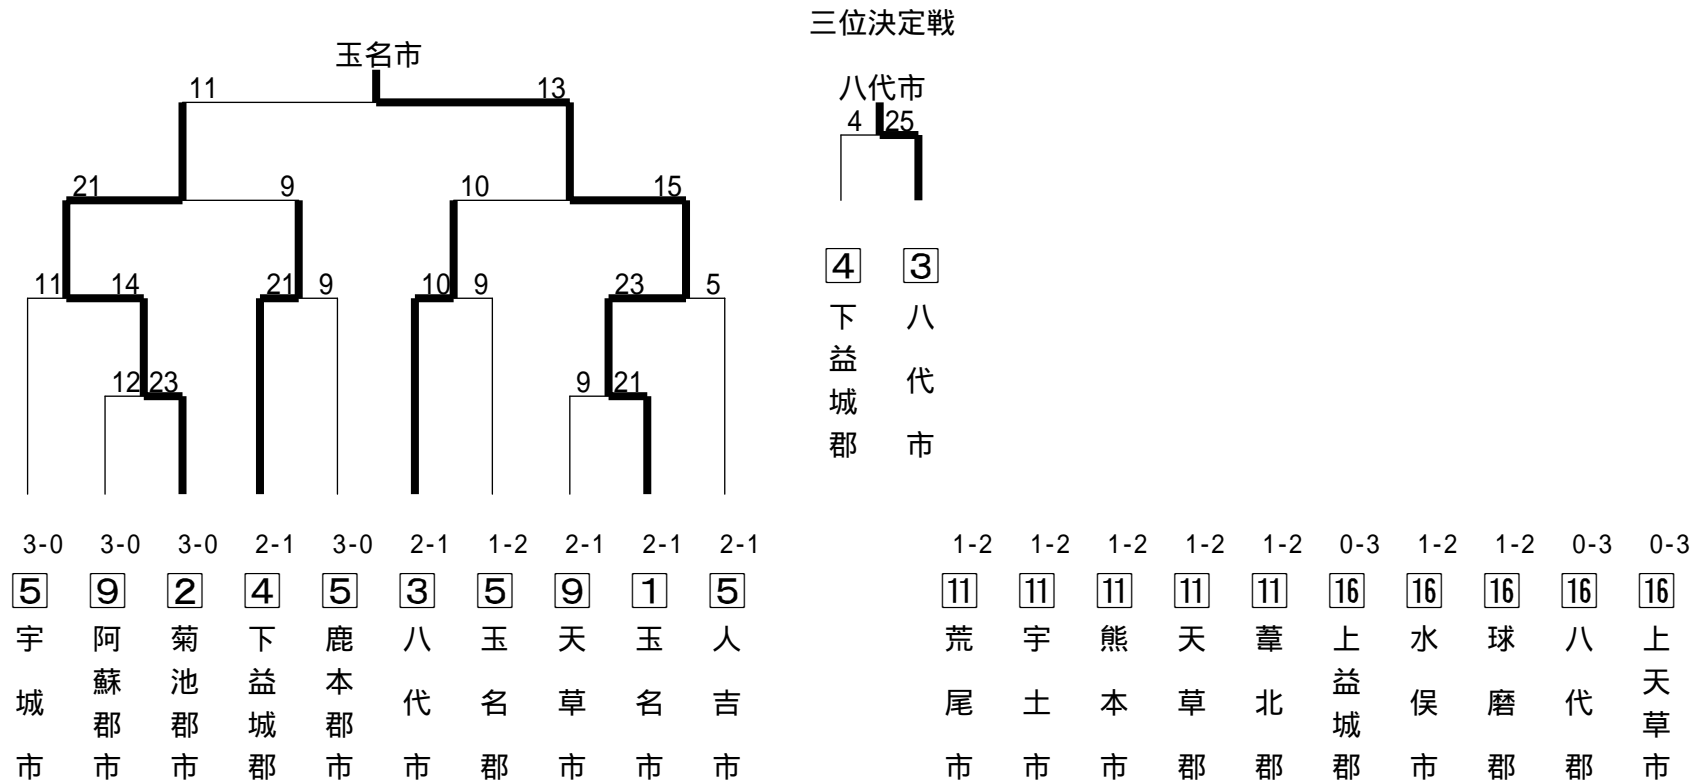 三位決定戦
玉名市
八代市
11 13
4 25
21 9 10 15
11 14 21 9 10 9 23 5
4 3
下益城郡
八代市
12 23 9 21
3-0 3-0 3-0 2-1 3-0 2-1 1-2 2-1 2-1 2-1 1-2 1-2 1-2 1-2 1-2 0-3 1-2 1-2 0-3 0-3
5 9 2 4 5 3 5 9 1 5 11 11 11 11 11 16 16 16 16 16
宇城市
阿蘇郡市
菊池郡市
下益城郡
鹿本郡市
八代市
玉名郡
天草市
玉名市
人吉市
荒尾市
宇土市
熊本市
天草郡
葦北郡
上益城郡
水俣市
球磨郡
八代郡
上天草市